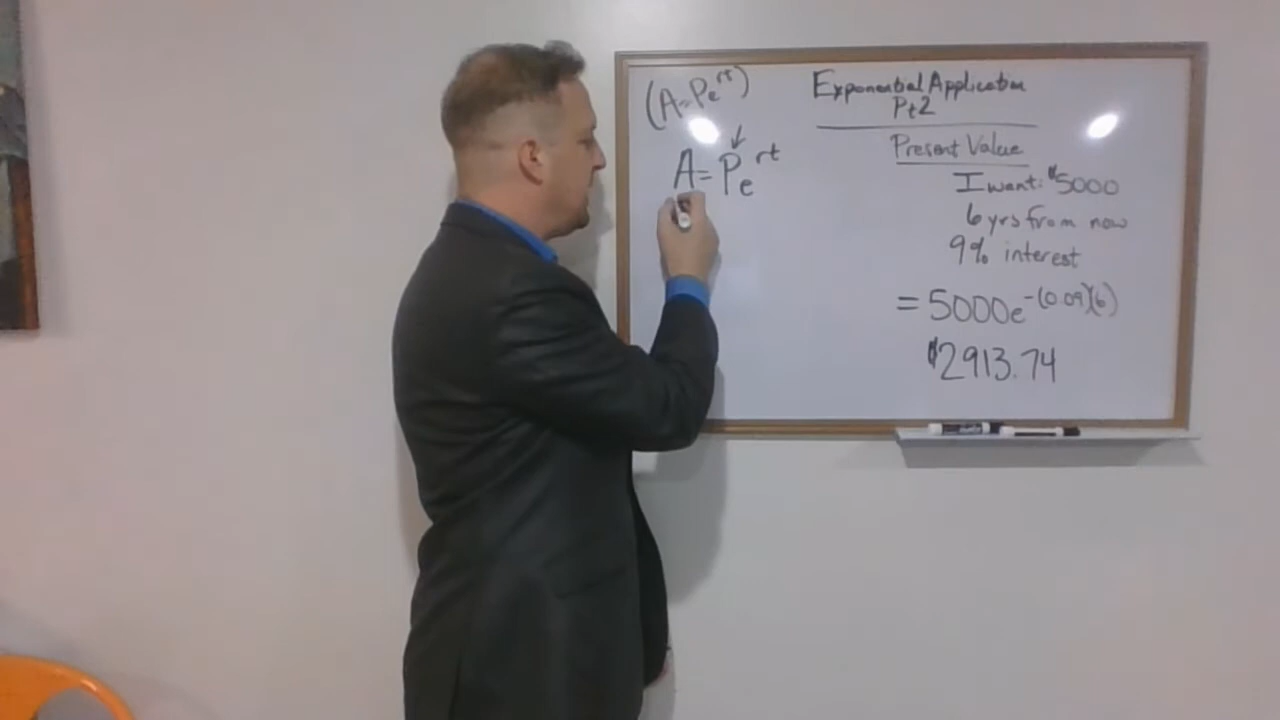 (A=Pe^rt)
A=Pe^rt
Exponential Application
Pt2
Present Value
I want: $5000
6 yrs from now
9% interest
= 5000e^-(0.09)(6)
$2913.74